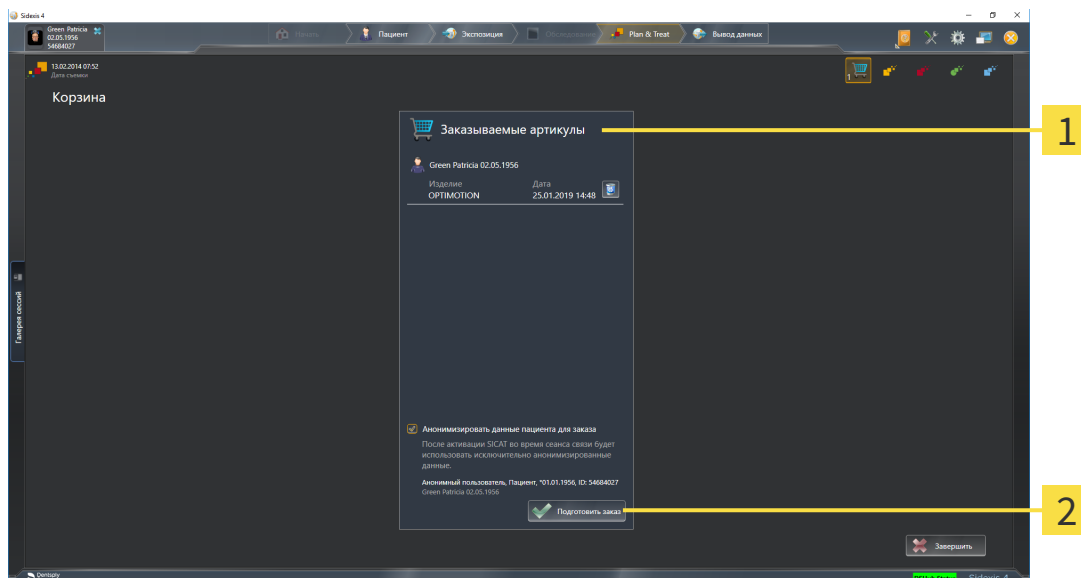 Sidexis 4
Green Patricia
02.05.1956
54684027
Начать
Пациент
Экспозиция
Обследование
Plan & Treat
Вывод данных
13.02.2014 07:52
Дата съемки
1
Корзина
Заказываемые артикулы
1
Green Patricia 02.05.1956
Изделие Дата
OPTIMOTION 25.01.2019 14:48
Галерея сессий
Анонимизировать данные пациента для заказа
После активации SICAT во время сеанса связи будет
использовать исключительно анонимизированные
данные.
Анонимный пользователь, Пациент, *01.01.1956, ID: 54684027
Green Patricia 02.05.1956
Подготовить заказ
2
Завершить
Dentsply
Sidexis 4